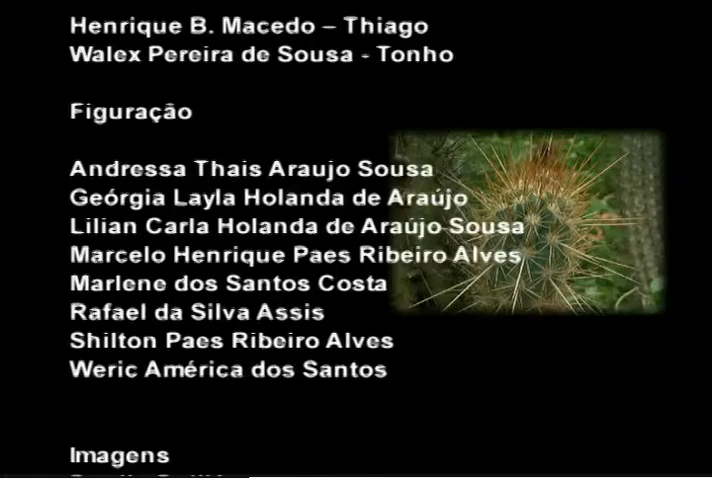 Henrique B. Macedo – Thiago
Walex Pereira de Sousa - Tonho
Figuração
Andressa Thais Araujo Sousa
Geórgia Layla Holanda de Araújo
Lilian Carla Holanda de Araújo Sousa
Marcelo Henrique Paes Ribeiro Alves
Marlene dos Santos Costa
Rafael da Silva Assis
Shilton Paes Ribeiro Alves
Weric América dos Santos
Imagens